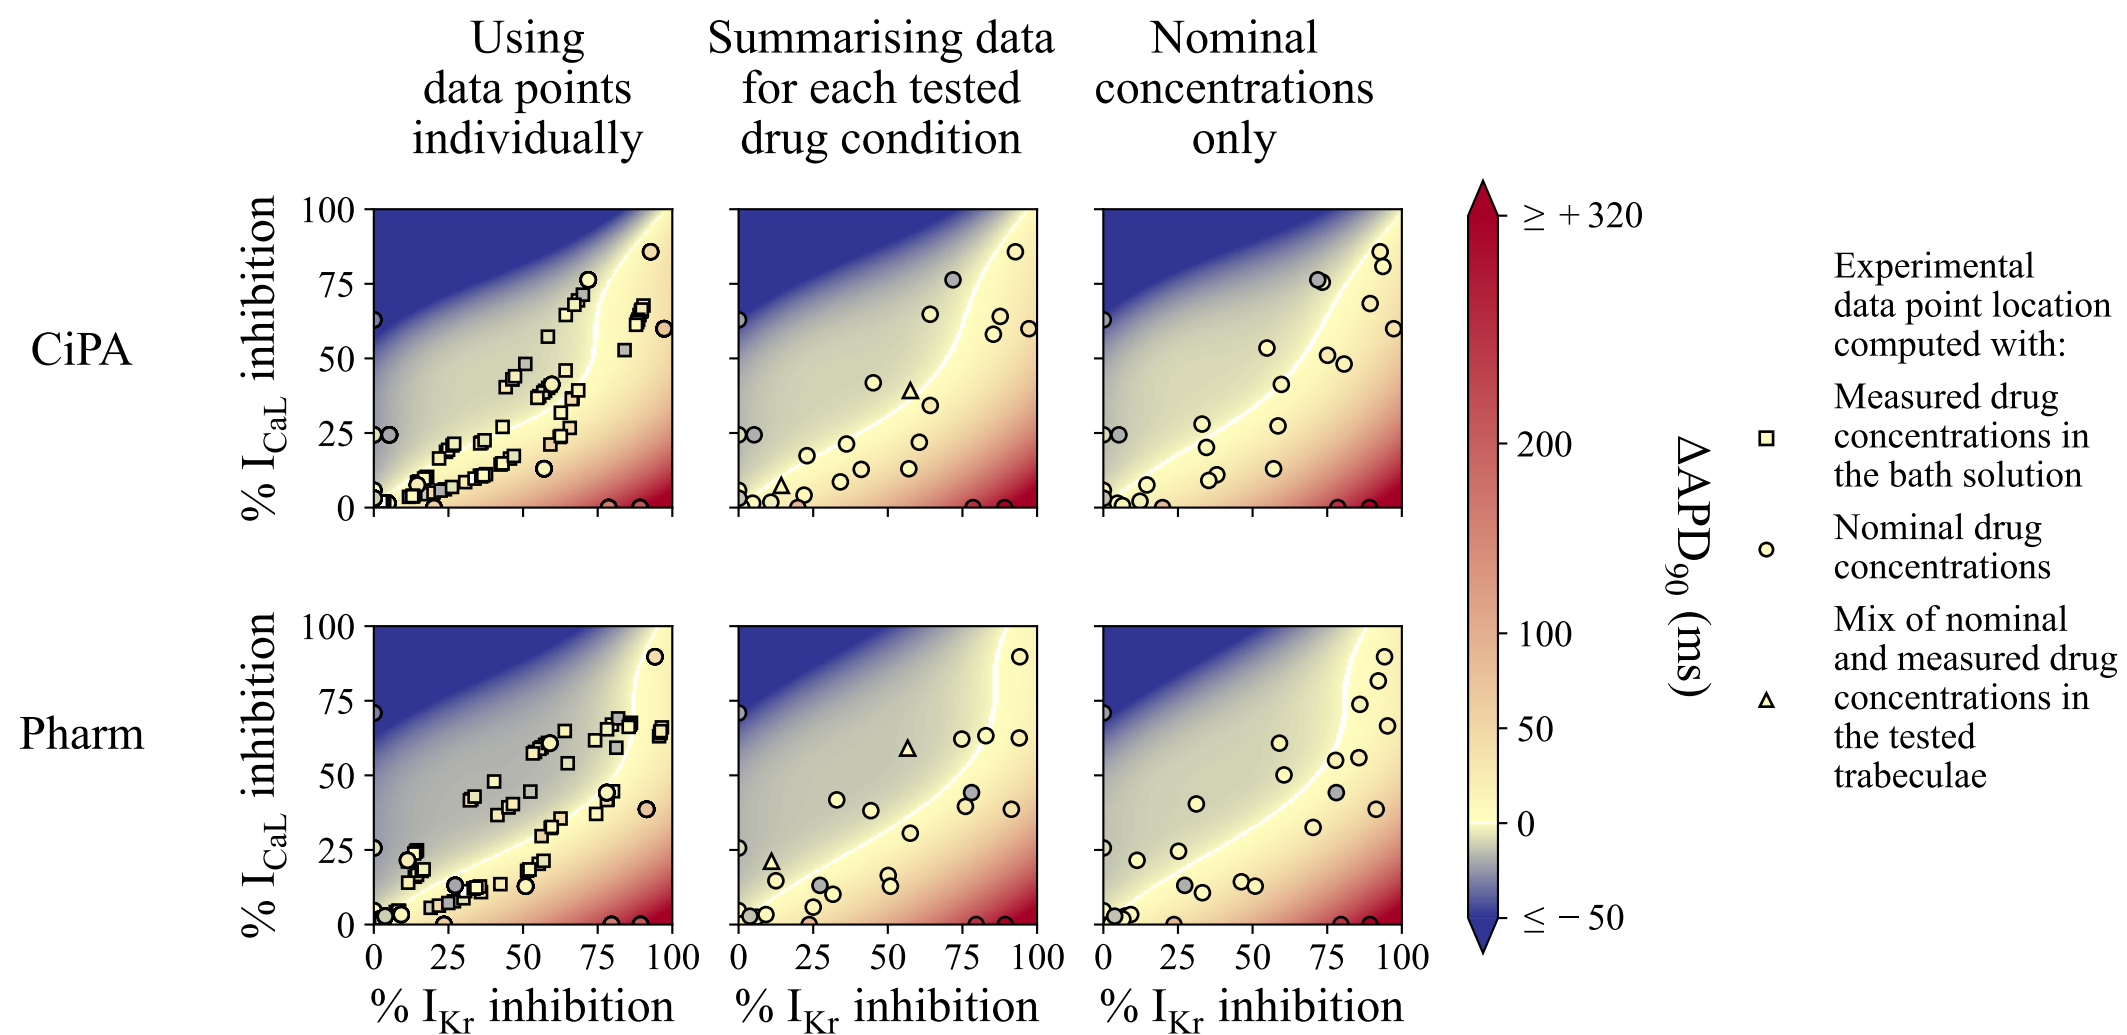 Using
data points
individually
Summarising data
for each tested
drug condition
Nominal
concentrations
only
CiPA
% I_CaL inhibition
100
75
50
25
0
Pharm
% I_CaL inhibition
100
75
50
25
0
0 25 50 75 100
% I_Kr inhibition
0 25 50 75 100
% I_Kr inhibition
0 25 50 75 100
% I_Kr inhibition
≥ +320
200
100
50
0
≤ −50
ΔAPD_90 (ms)
Experimental
data point location
computed with:
Measured drug
concentrations in
the bath solution
Nominal drug
concentrations
Mix of nominal
and measured drug
concentrations in
the tested
trabeculae